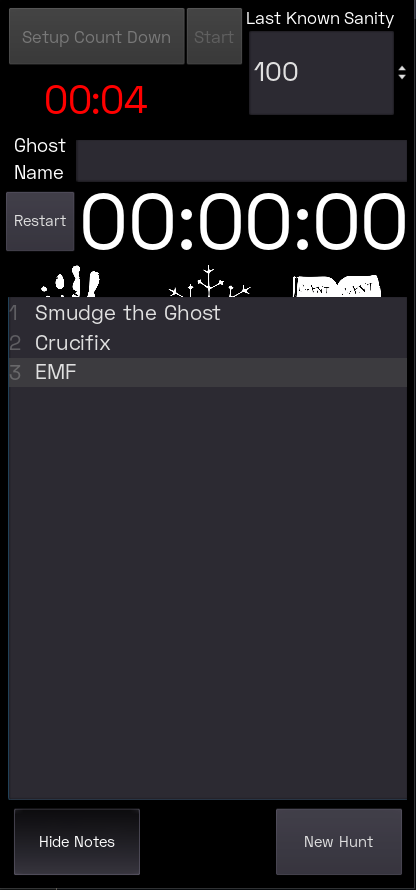 Setup Count Down
Start
Last Known Sanity
100
00:04
Ghost
Name
Restart
00:00:00
1 Smudge the Ghost
2 Crucifix
3 EMF
Hide Notes
New Hunt